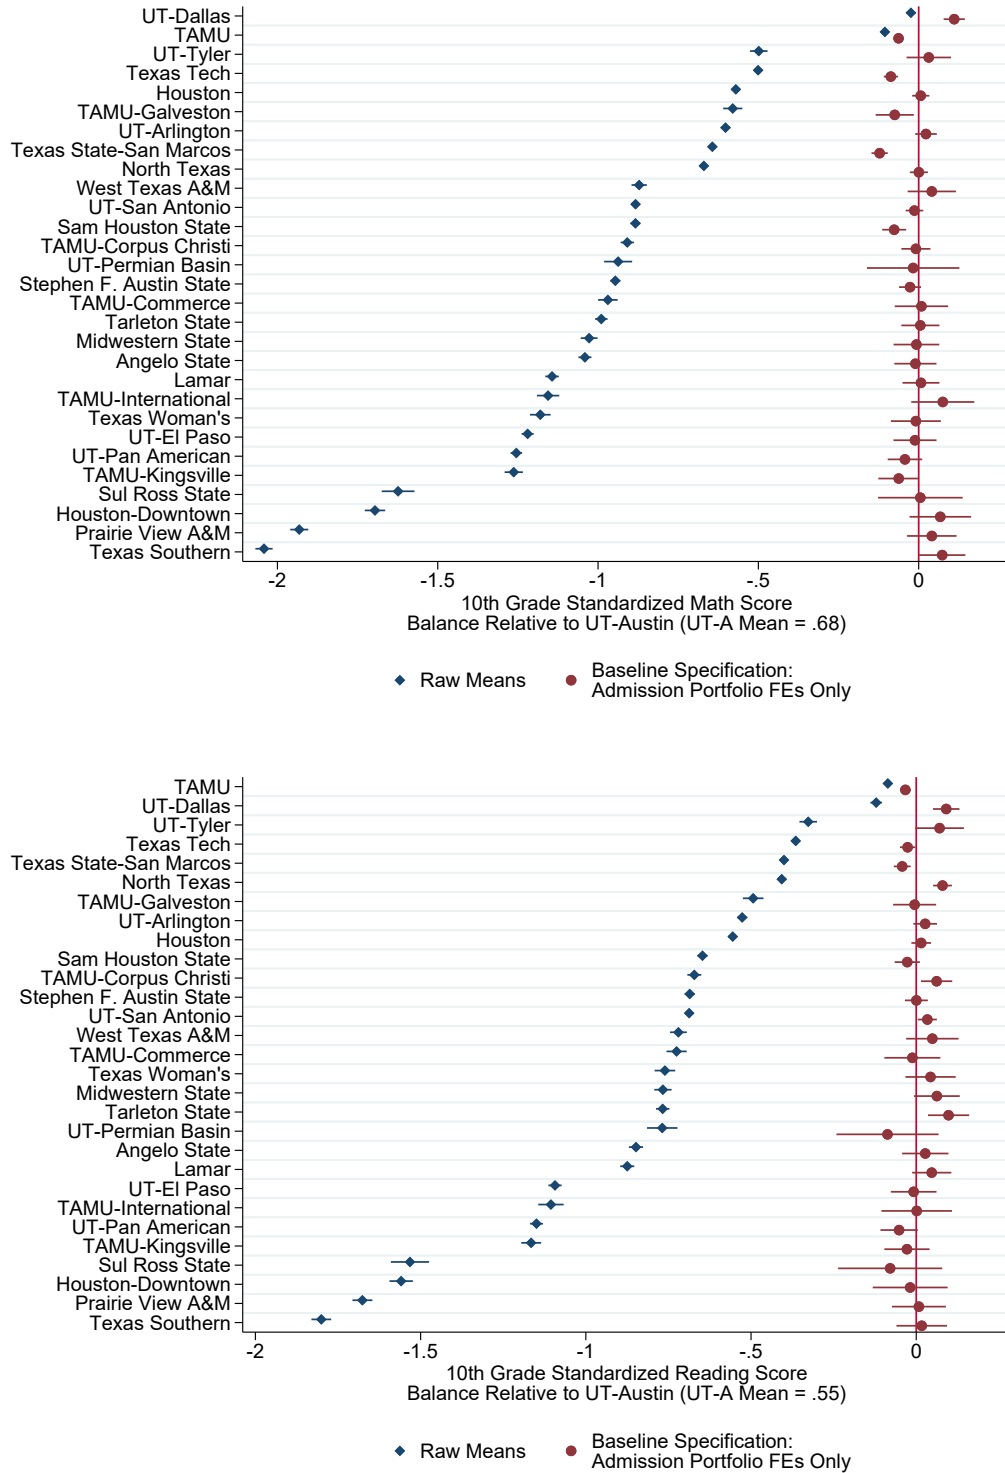 UT-Dallas
TAMU
UT-Tyler
Texas Tech
Houston
TAMU-Galveston
UT-Arlington
Texas State-San Marcos
North Texas
West Texas A&M
UT-San Antonio
Sam Houston State
TAMU-Corpus Christi
UT-Permian Basin
Stephen F. Austin State
TAMU-Commerce
Tarleton State
Midwestern State
Angelo State
Lamar
TAMU-International
Texas Woman's
UT-El Paso
UT-Pan American
TAMU-Kingsville
Sul Ross State
Houston-Downtown
Prairie View A&M
Texas Southern
-2 -1.5 -1 -.5 0
10th Grade Standardized Math Score
Balance Relative to UT-Austin (UT-A Mean = .68)
Raw Means
Baseline Specification:
Admission Portfolio FEs Only
TAMU
UT-Dallas
UT-Tyler
Texas Tech
Texas State-San Marcos
North Texas
TAMU-Galveston
UT-Arlington
Houston
Sam Houston State
TAMU-Corpus Christi
Stephen F. Austin State
UT-San Antonio
West Texas A&M
TAMU-Commerce
Texas Woman's
Midwestern State
Tarleton State
UT-Permian Basin
Angelo State
Lamar
UT-El Paso
TAMU-International
UT-Pan American
TAMU-Kingsville
Sul Ross State
Houston-Downtown
Prairie View A&M
Texas Southern
-2 -1.5 -1 -.5 0
10th Grade Standardized Reading Score
Balance Relative to UT-Austin (UT-A Mean = .55)
Raw Means
Baseline Specification:
Admission Portfolio FEs Only